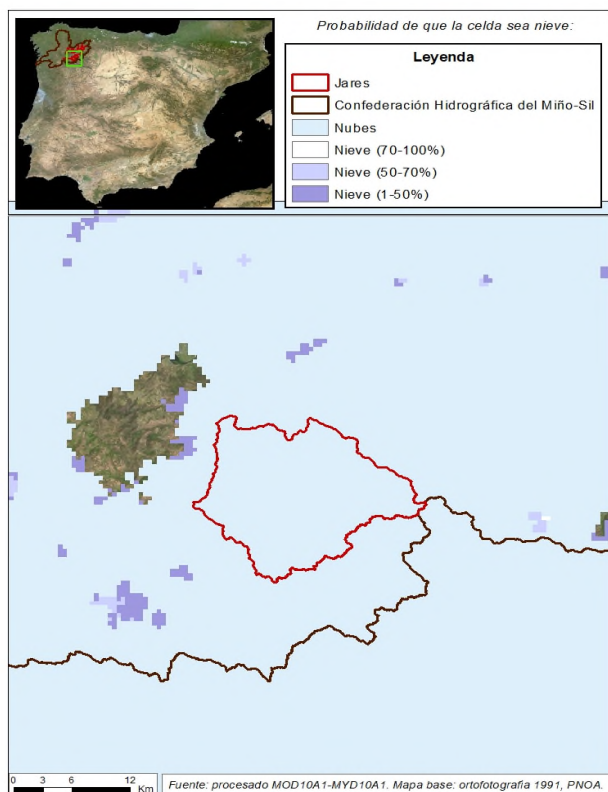 Probabilidad de que la celda sea nieve:
Leyenda
Jares
Confederación Hidrográfica del Miño-Sil
Nubes
Nieve (70-100%)
Nieve (50-70%)
Nieve (1-50%)
0 3 6 12
Km
Fuente: procesado MOD10A1-MYD10A1. Mapa base: ortofotografía 1991, PNOA.